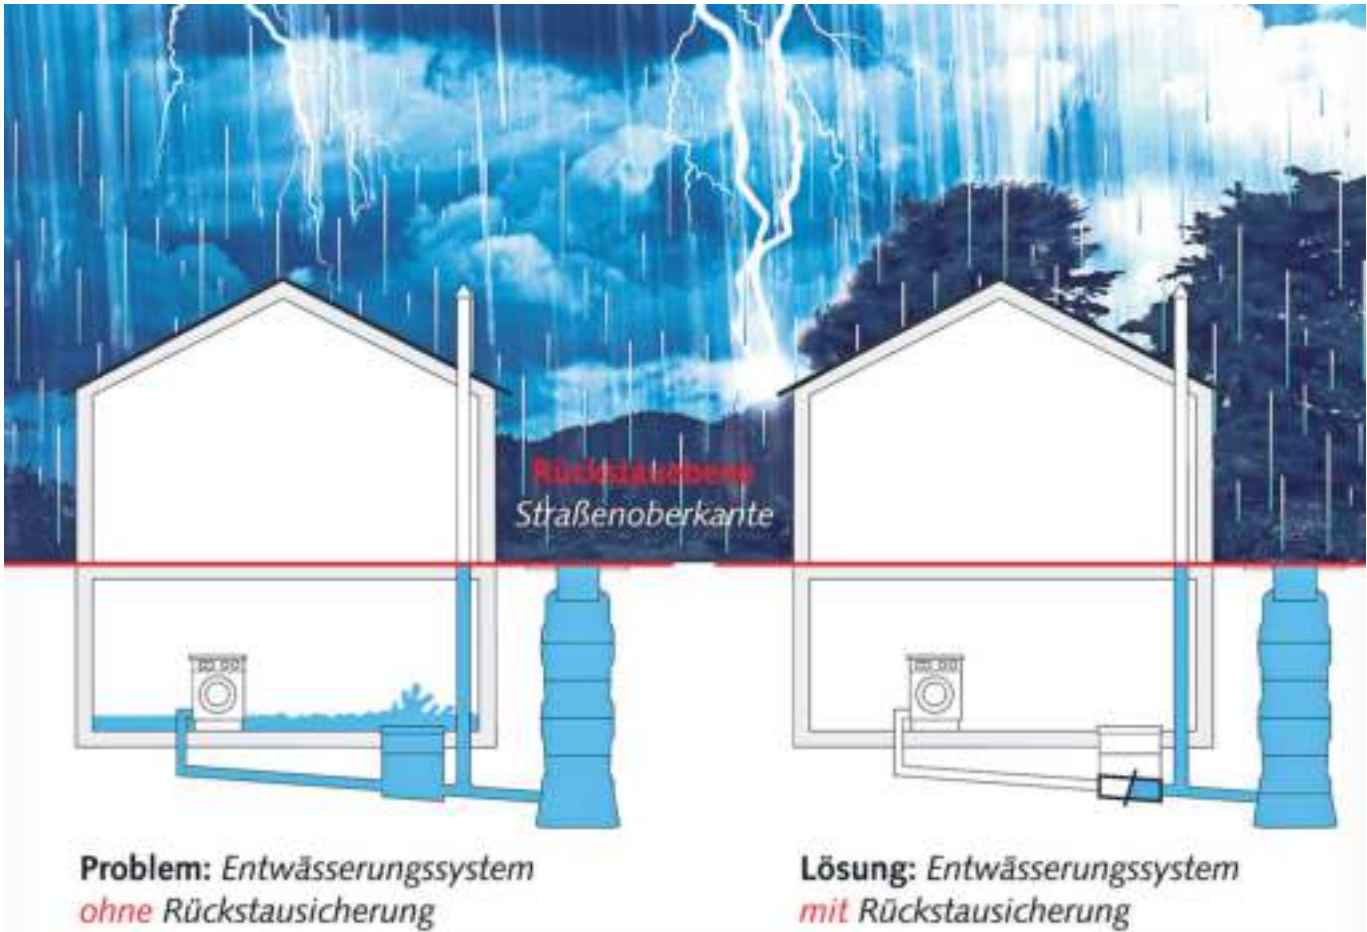 Rückstauebene
Straßenoberkante
Problem: Entwässerungssystem
ohne Rückstausicherung
Lösung: Entwässerungssystem
mit Rückstausicherung